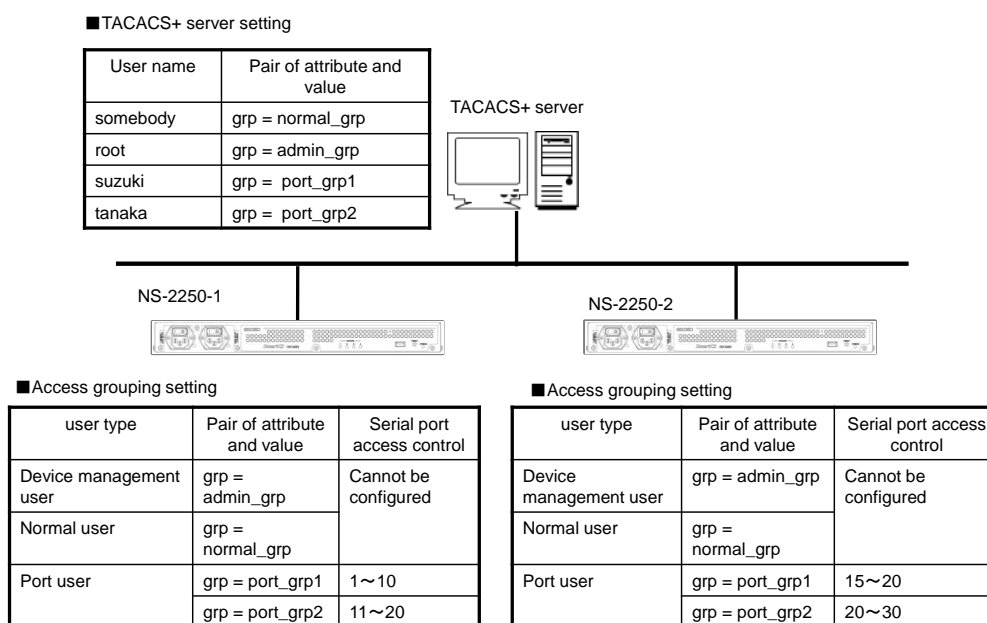 ■TACACS+ server setting
User name
Pair of attribute and
value
somebody
grp = normal_grp
root
grp = admin_grp
suzuki
grp = port_grp1
tanaka
grp = port_grp2
TACACS+ server
NS-2250-1
NS-2250-2
■Access grouping setting
user type
Pair of attribute
and value
Serial port
access control
Device management
user
grp =
admin_grp
Cannot be
configured
Normal user
grp =
normal_grp
Port user
grp = port_grp1
1～10
grp = port_grp2
11～20
■Access grouping setting
user type
Pair of attribute
and value
Serial port access
control
Device
management user
grp = admin_grp
Cannot be
configured
Normal user
grp =
normal_grp
Port user
grp = port_grp1
15～20
grp = port_grp2
20～30